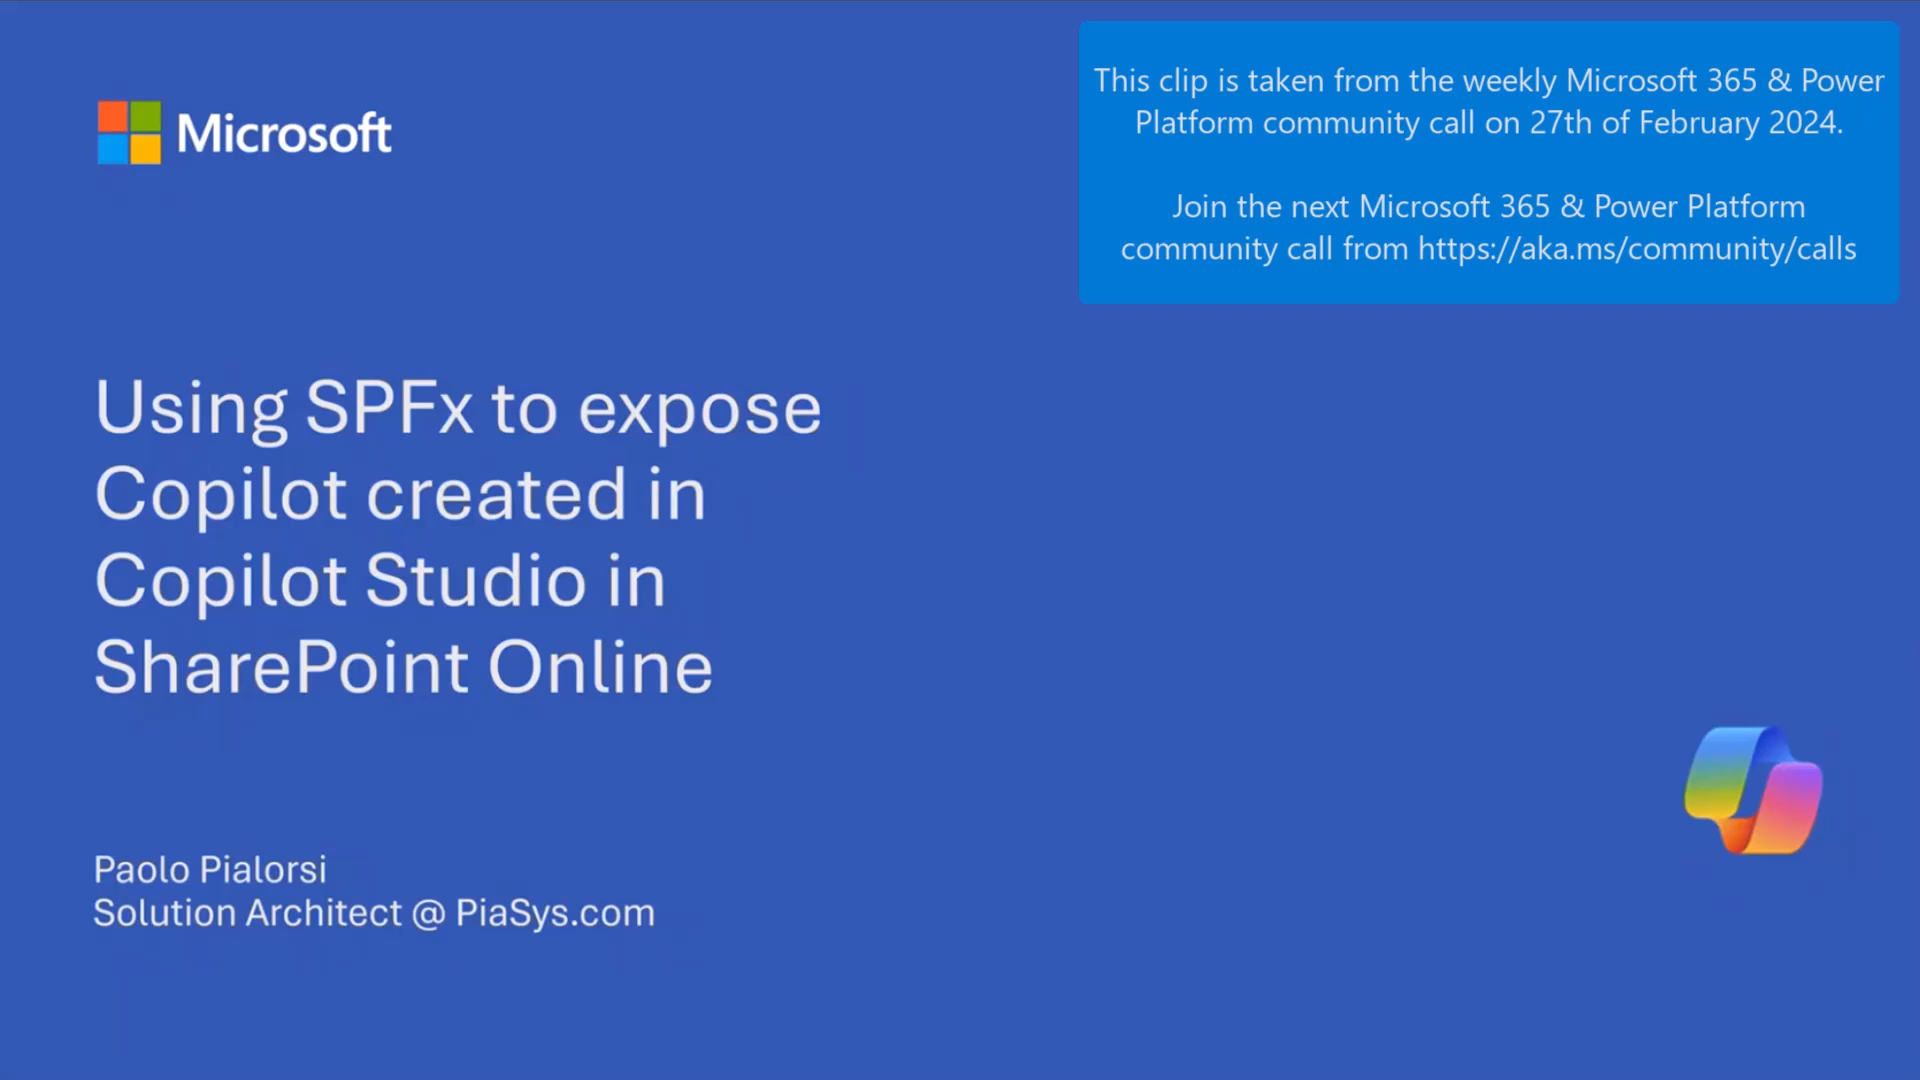 Microsoft
This clip is taken from the weekly Microsoft 365 & Power
Platform community call on 27th of February 2024.
Join the next Microsoft 365 & Power Platform
community call from https://aka.ms/community/calls
Using SPFx to expose
Copilot created in
Copilot Studio in
SharePoint Online
Paolo Pialorsi
Solution Architect @ PiaSys.com